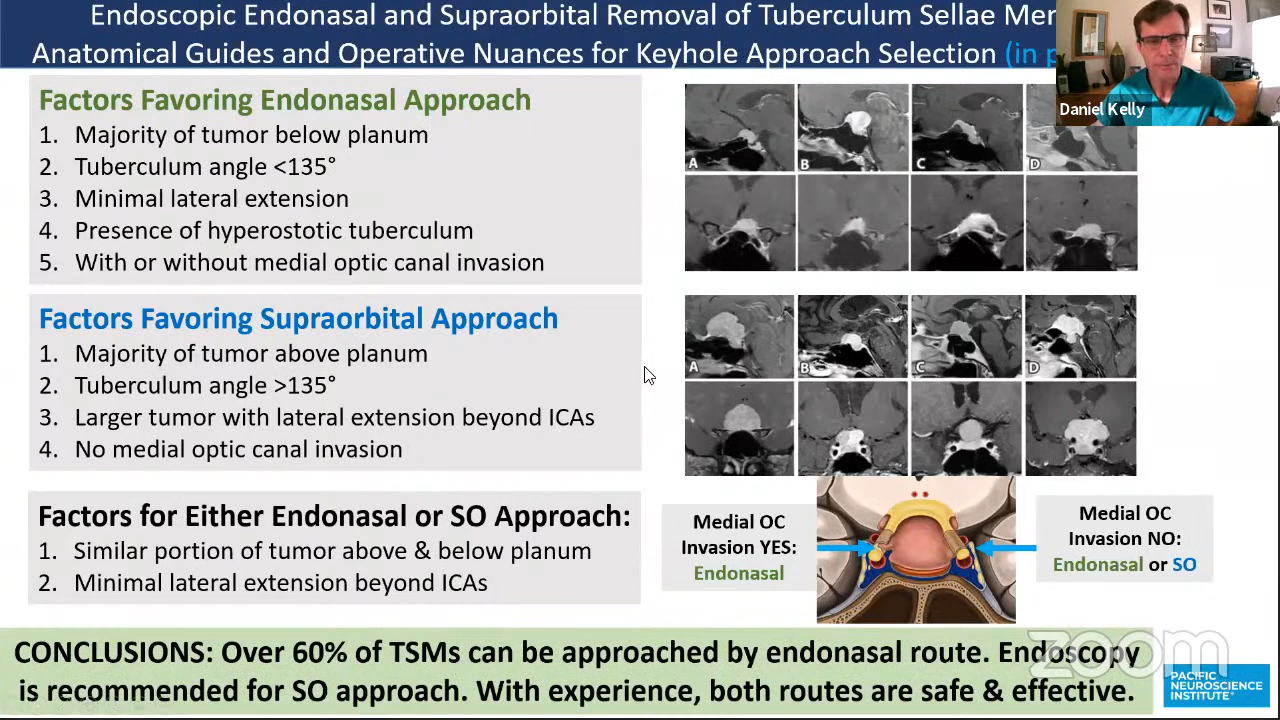 Endoscopic Endonasal and Supraorbital Removal of Tuberculum Sellae
Anatomical Guides and Operative Nuances for Keyhole Approach Selection (in
Daniel Kelly
Factors Favoring Endonasal Approach
1. Majority of tumor below planum
2. Tuberculum angle <135°
3. Minimal lateral extension
4. Presence of hyperostotic tuberculum
5. With or without medial optic canal invasion
A
B
C
D
Factors Favoring Supraorbital Approach
1. Majority of tumor above planum
2. Tuberculum angle >135°
3. Larger tumor with lateral extension beyond ICAs
4. No medial optic canal invasion
A
B
C
D
Factors for Either Endonasal or SO Approach:
1. Similar portion of tumor above & below planum
2. Minimal lateral extension beyond ICAs
Medial OC
Invasion YES:
Endonasal
Medial OC
Invasion NO:
Endonasal or SO
CONCLUSIONS: Over 60% of TSMs can be approached by endonasal route. Endoscopy
is recommended for SO approach. With experience, both routes are safe & effective.
zoom
PACIFIC
NEUROSCIENCE
INSTITUTE